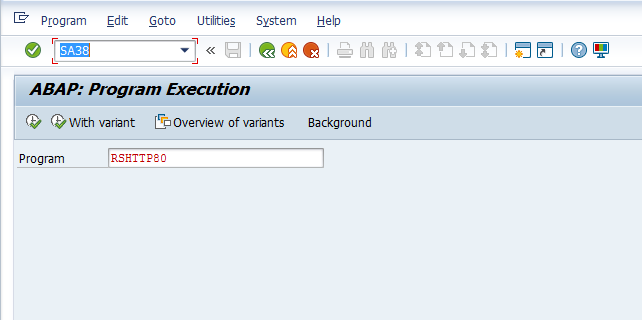 Program Edit Goto Utilities System Help
SA38
ABAP: Program Execution
With variant Overview of variants Background
Program RSHTTP80